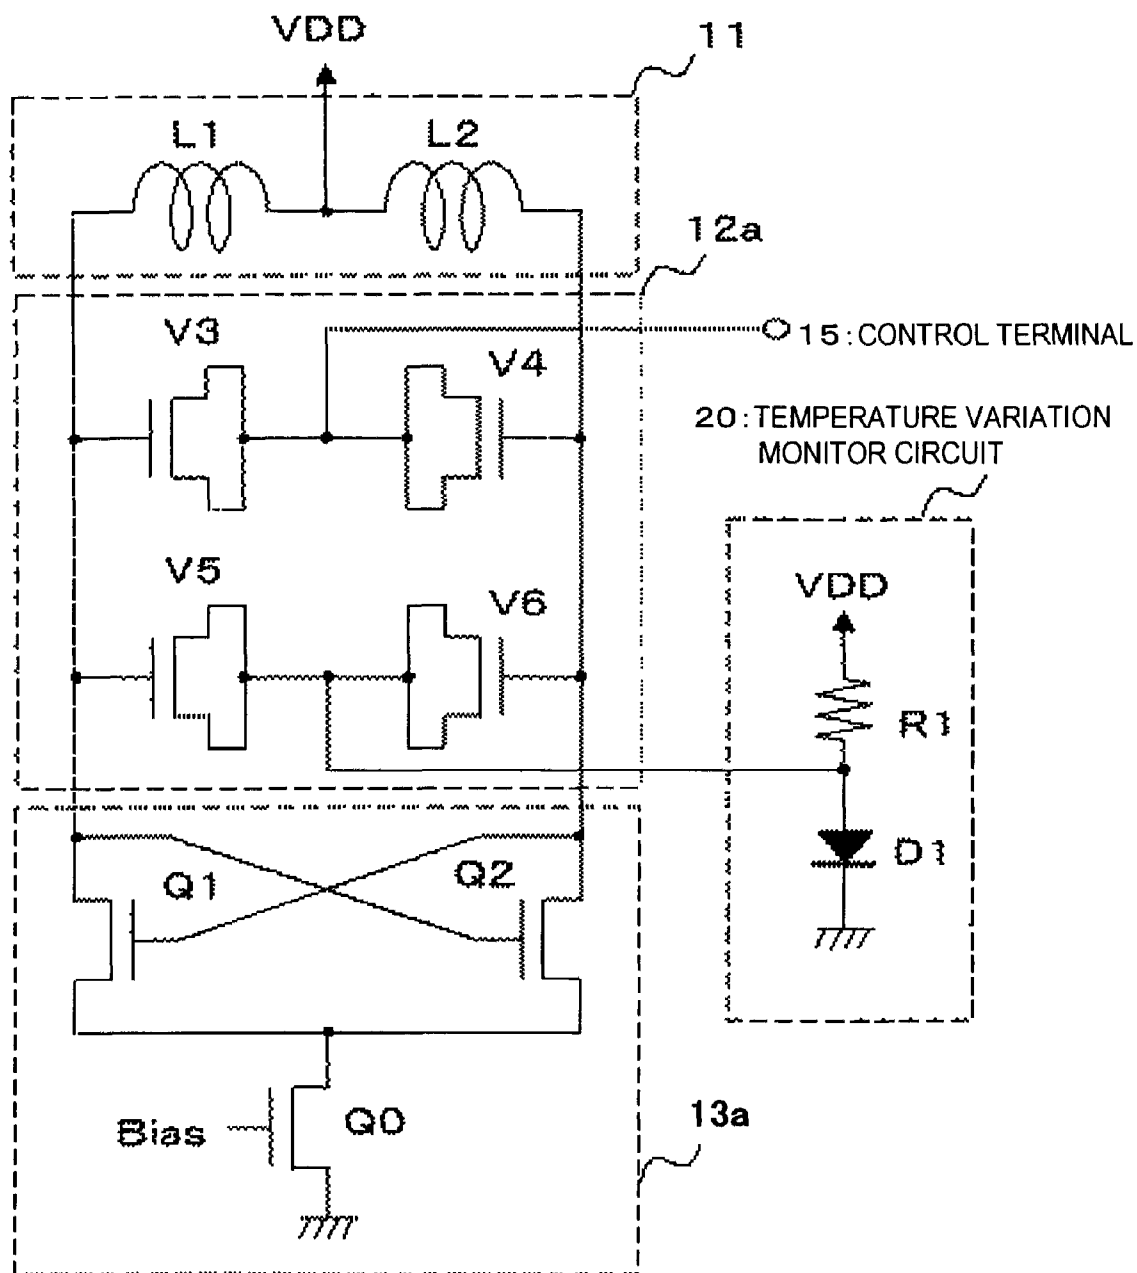 VDD
11
L1
L2
12a
V3
15: CONTROL TERMINAL
V4
20: TEMPERATURE VARIATION
MONITOR CIRCUIT
V5
V6
VDD
R1
D1
Q1
Q2
Bias
Q0
13a